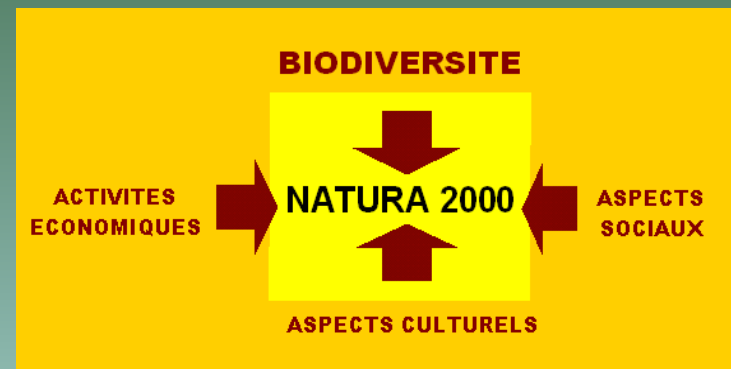 BIODIVERSITE
ACTIVITES
ECONOMIQUES
NATURA 2000
ASPECTS
SOCIAUX
ASPECTS CULTURELS